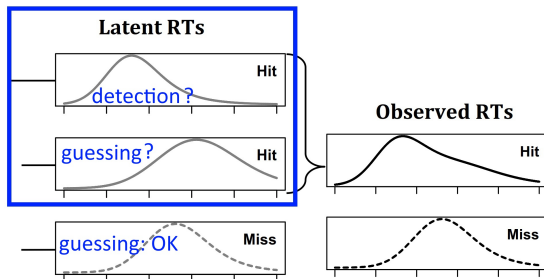 Latent RTs
Hit
detection ?
Observed RTs
guessing ?
Hit
Hit
guessing: OK
Miss
Miss